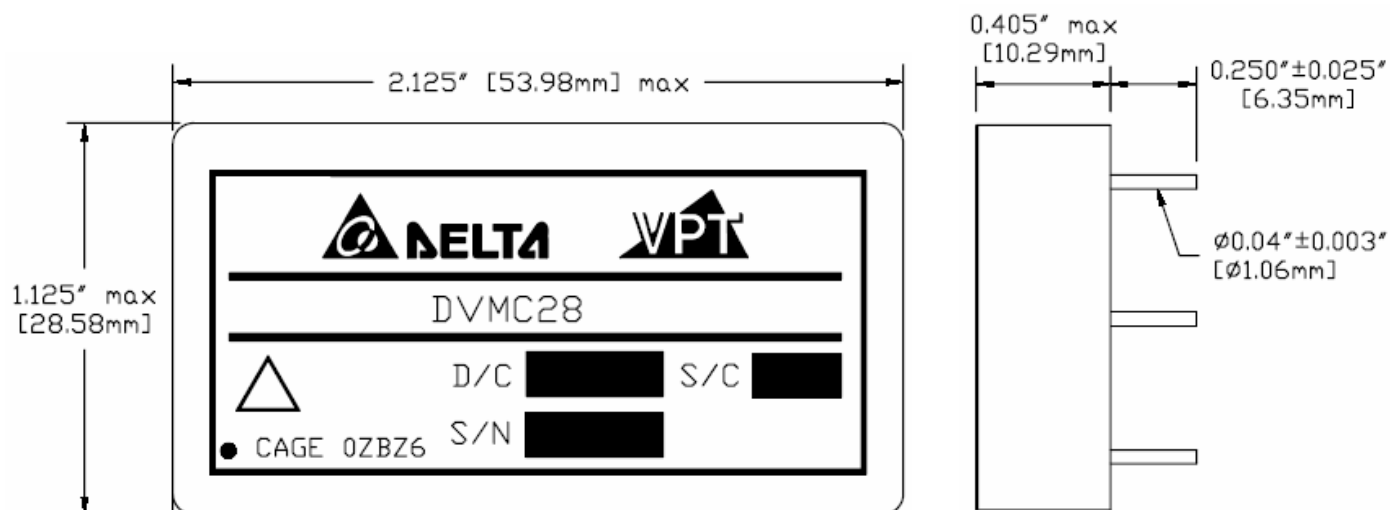 2.125" [53.98mm] max
0.405" max
[10.29mm]
0.250"±0.025"
[6.35mm]
1.125" max
[28.58mm]
DELTA
VPT
DVMC28
D/C
S/C
S/N
CAGE 0ZBZ6
ø0.04"±0.003"
[ø1.06mm]